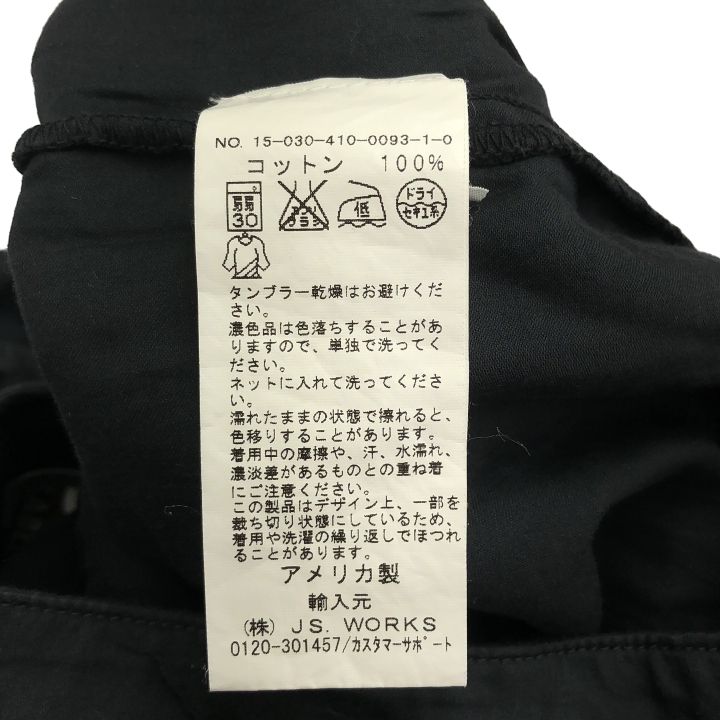 NO. 15-030-410-0093-1-0
コットン 100%
弱 30 エンソ サラシ 低 ドライ セキユ系
タンブラー乾燥はお避けくだ
さい。
濃色品は色落ちすることがあ
りますので、単独で洗ってく
ださい。
ネットに入れて洗ってくださ
い。
濡れたままの状態で擦れると、
色移りすることがあります。
着用中の摩擦や、汗、水濡れ、
濃淡差があるものとの重ね着
にご注意ください。
この製品はデザイン上、一部を
裁ち切り状態にしているため、
着用や洗濯の繰り返しでほつれ
ることがあります。
アメリカ製
輸入元
(株) JS. WORKS
0120-301457/カスタマーサポート